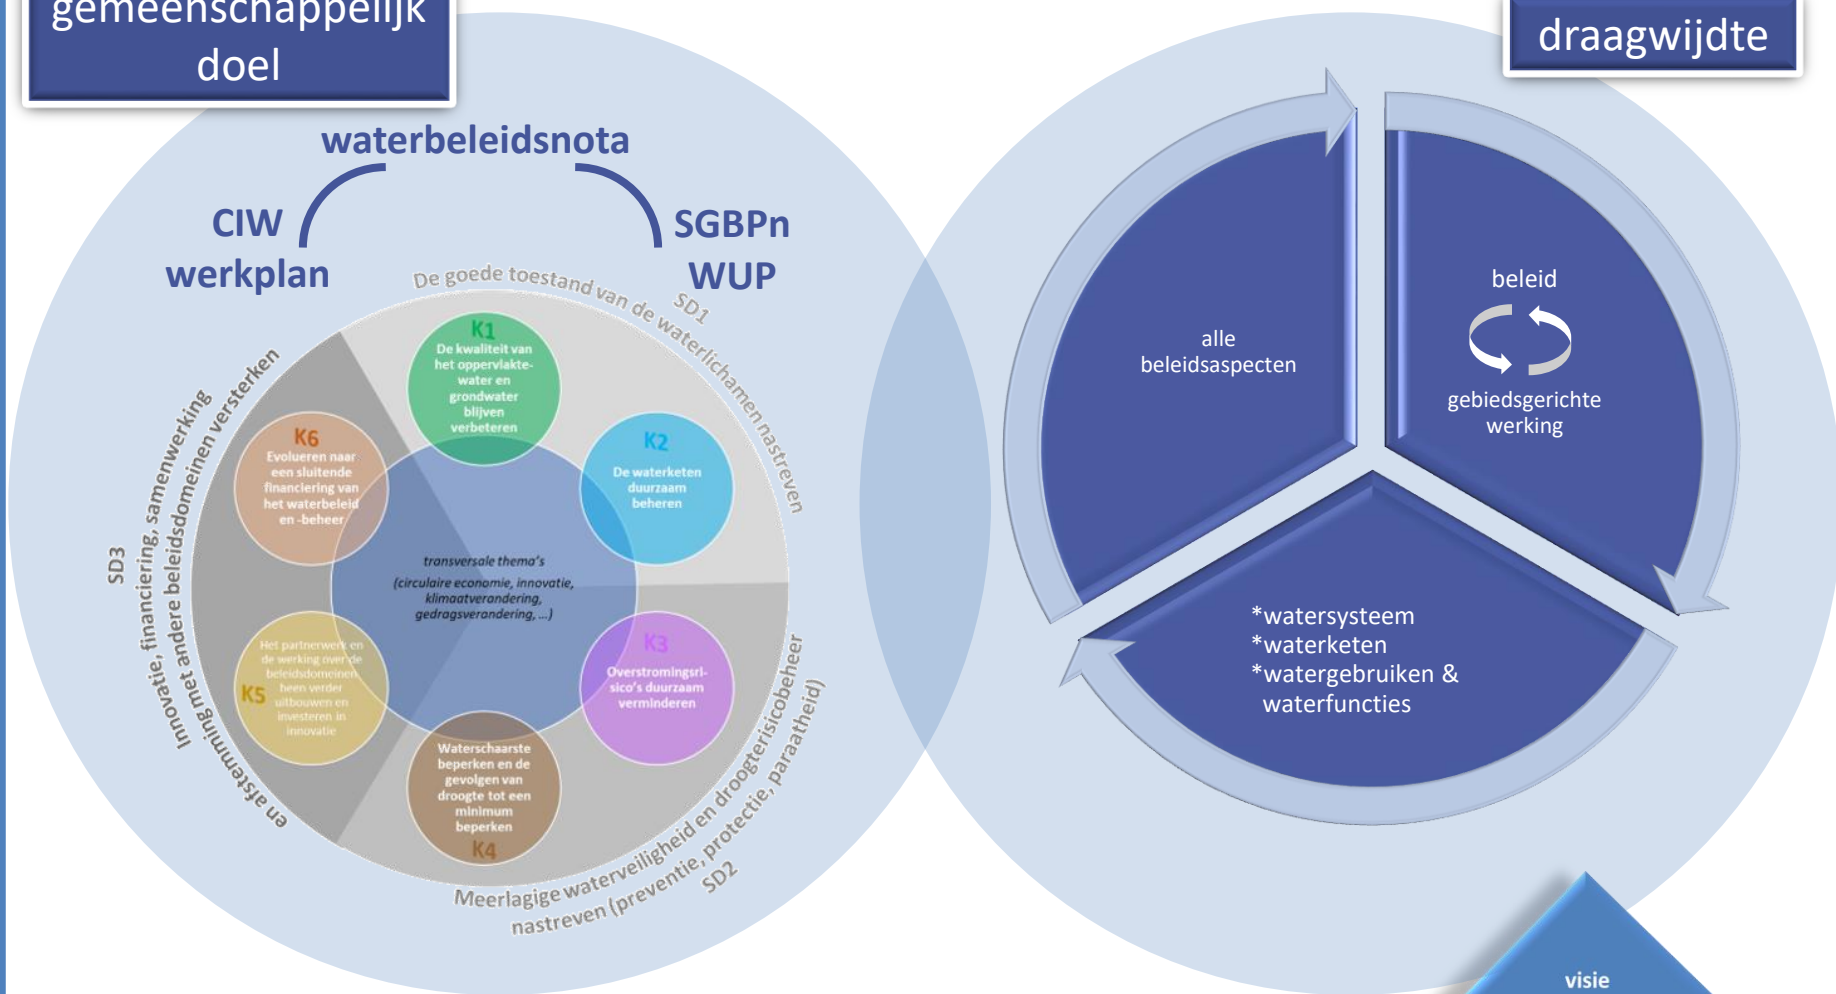 gemeenschappelijk
doel
draagwijdte
waterbeleidsnota
CIW
werkplan
SGBPn
WUP
De goede toestand van de waterlichamen nastreven
SD1
K1
De kwaliteit van
het oppervlakte-
water en
grondwater
blijven
verbeteren
K2
De waterketen
duurzaam
beheren
K3
Overstromingsri-
sico's duurzaam
verminderen
Waterschaarste
beperken en de
gevolgen van
droogte tot een
minimum
beperken
K4
Het partnerwerk en
de werking over de
beleidsdomeinen
heen verder
uitbouwen en
investeren in
innovatie
K5
K6
Evolueren naar
een sluitende
financiering van
het waterbeleid
en -beheer
transversale thema's
(circulaire economie, innovatie,
klimaatverandering,
gedragsverandering, ...)
Meerlagige waterveiligheid en droogterisicobeheer
nastreven (preventie, protectie, paraatheid)
SD2
SD3
Innovatie, financiering, samenwerking
en afstemming met andere beleidsdomeinen versterken
alle
beleidsaspecten
beleid
gebiedsgerichte
werking
*watersysteem
*waterketen
*watergebruiken &
waterfuncties
visie